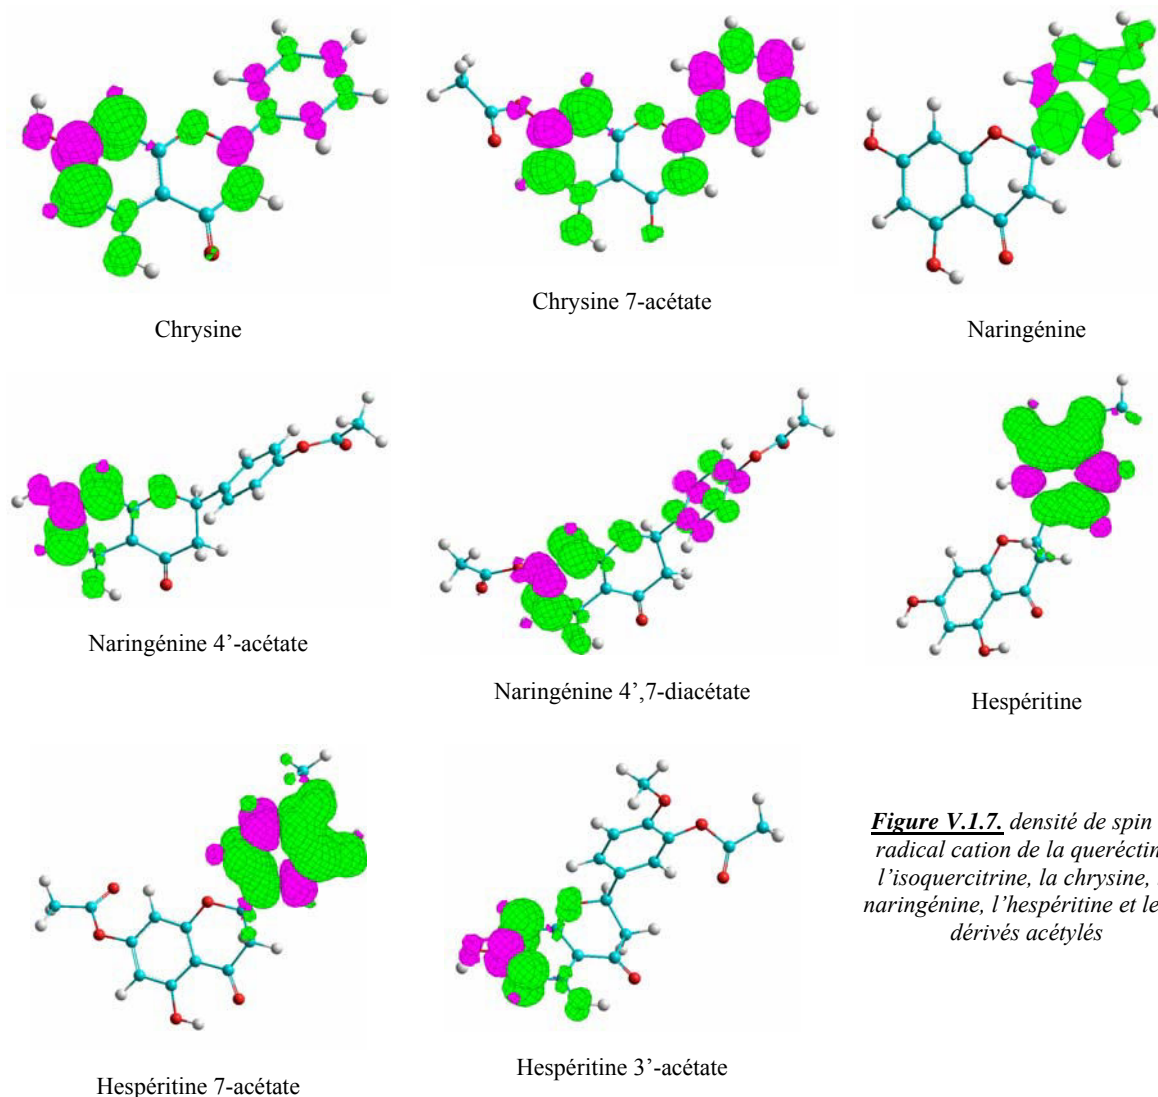 Chrysine
Chrysine 7-acétate
Naringénine
Naringénine 4’-acétate
Naringénine 4’,7-diacétate
Hespéritine
Hespéritine 7-acétate
Hespéritine 3’-acétate
Figure V.1.7. densité de spin
radical cation de la
l’isoquercitrine, la chrysine,
naringénine, l’hespéritine et
dérivés acétylés